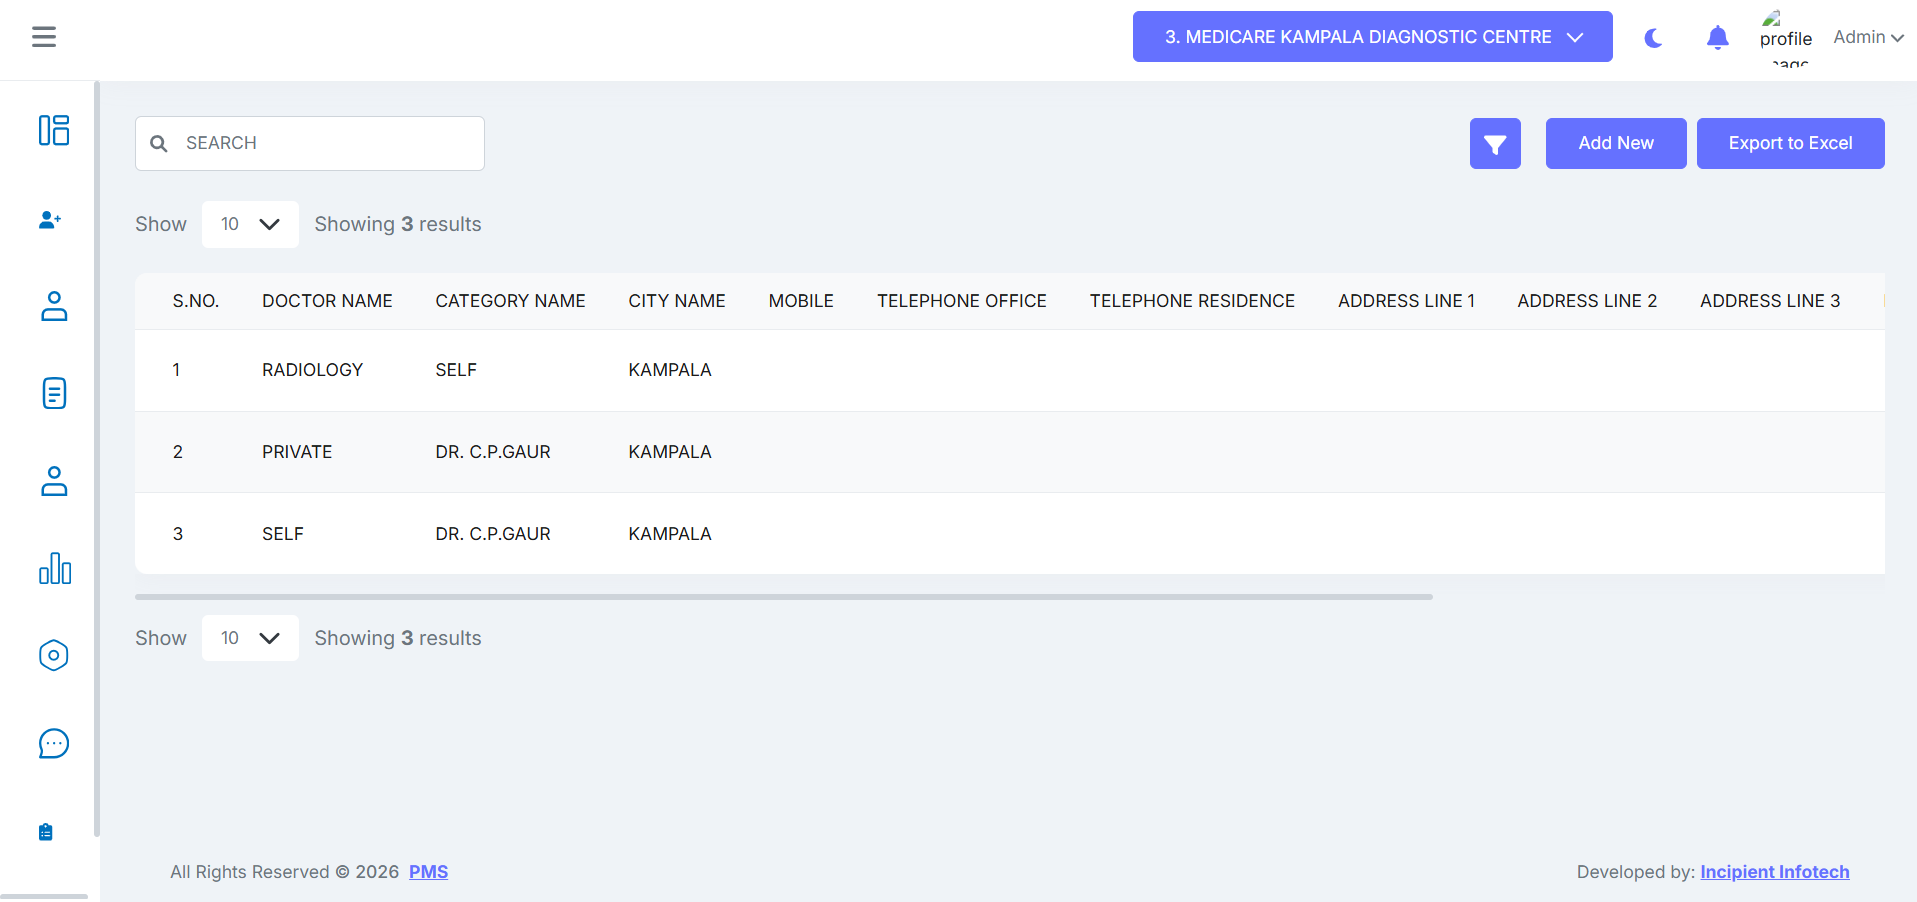 3. MEDICARE KAMPALA DIAGNOSTIC CENTRE
profile
Admin
SEARCH
Add New
Export to Excel
Show 10 Showing 3 results
S.NO. DOCTOR NAME CATEGORY NAME CITY NAME MOBILE TELEPHONE OFFICE TELEPHONE RESIDENCE ADDRESS LINE 1 ADDRESS LINE 2 ADDRESS LINE 3
1 RADIOLOGY SELF KAMPALA
2 PRIVATE DR. C.P.GAUR KAMPALA
3 SELF DR. C.P.GAUR KAMPALA
Show 10 Showing 3 results
All Rights Reserved © 2026 PMS
Developed by: Incipient Infotech